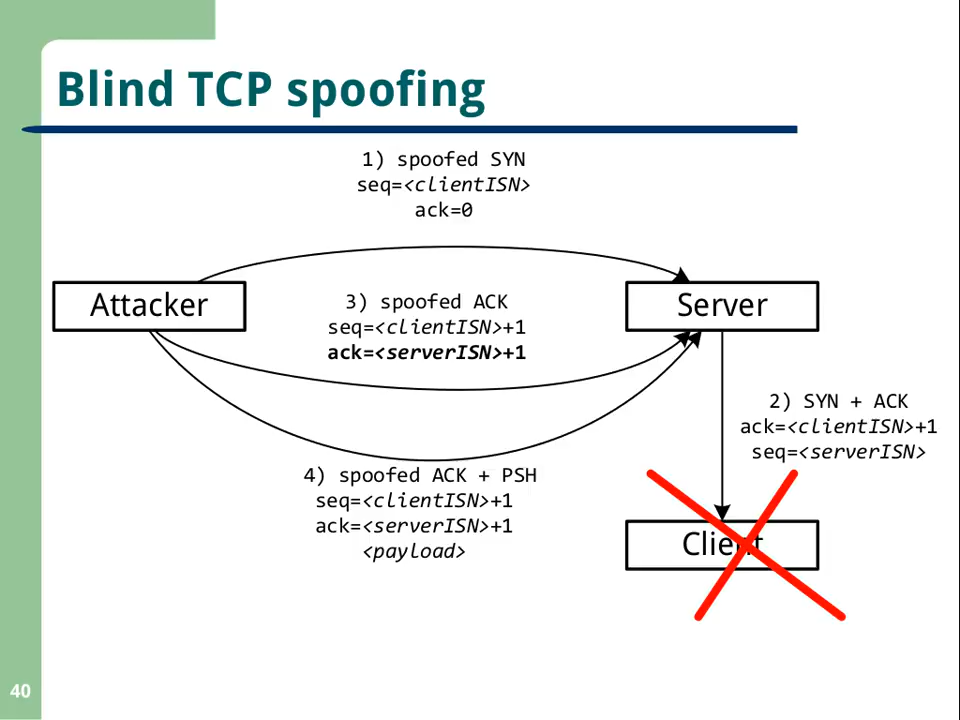 Blind TCP spoofing
1) spoofed SYN
seq=<clientISN>
ack=0
Attacker
3) spoofed ACK
seq=<clientISN>+1
ack=<serverISN>+1
Server
2) SYN + ACK
ack=<clientISN>+1
seq=<serverISN>
4) spoofed ACK + PSH
seq=<clientISN>+1
ack=<serverISN>+1
<payload>
Client
40